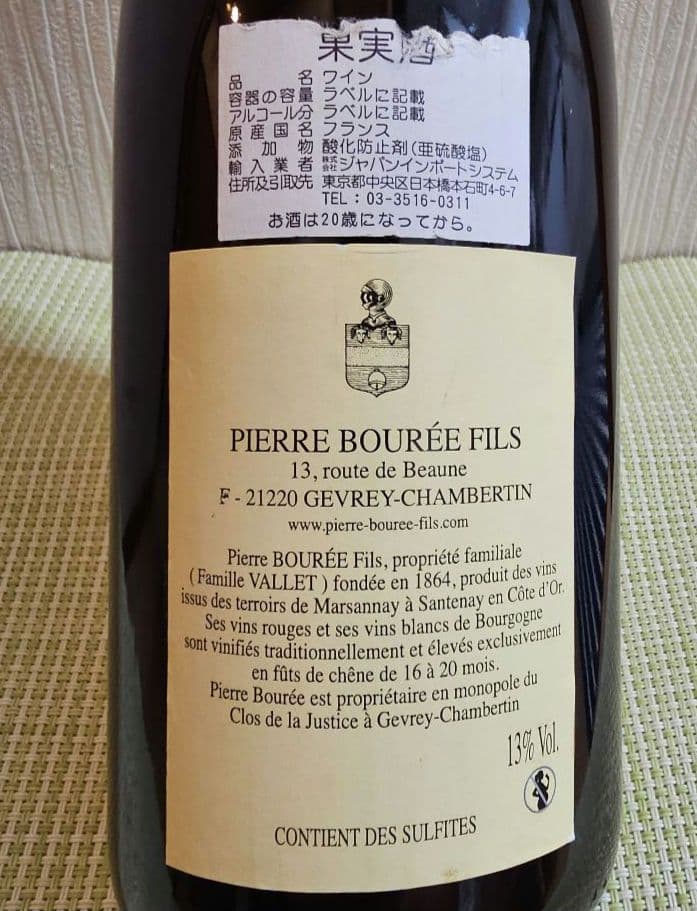 果実酒
品名 ワイン
容器の容量 ラベルに記載
アルコール分 ラベルに記載
原産国名 フランス
添加物 酸化防止剤(亜硫酸塩)
輸入業者 株式会社ジャパンインポートシステム
住所及引取先 東京都中央区日本橋本石町4-6-7
TEL:03-3516-0311
お酒は20歳になってから。
PIERRE BOURÉE FILS
13, route de Beaune
F - 21220 GEVREY-CHAMBERTIN
www.pierre-bouree-fils.com
Pierre BOURÉE Fils, propriété familiale
( Famille VALLET ) fondée en 1864, produit des vins
issus des terroirs de Marsannay à Santenay en Côte d'Or.
Ses vins rouges et ses vins blancs de Bourgogne
sont vinifiés traditionnellement et élevés exclusivement
en fûts de chêne de 16 à 20 mois.
Pierre Bourée est propriétaire en monopole du
Clos de la Justice à Gevrey-Chambertin
13% Vol.
CONTIENT DES SULFITES